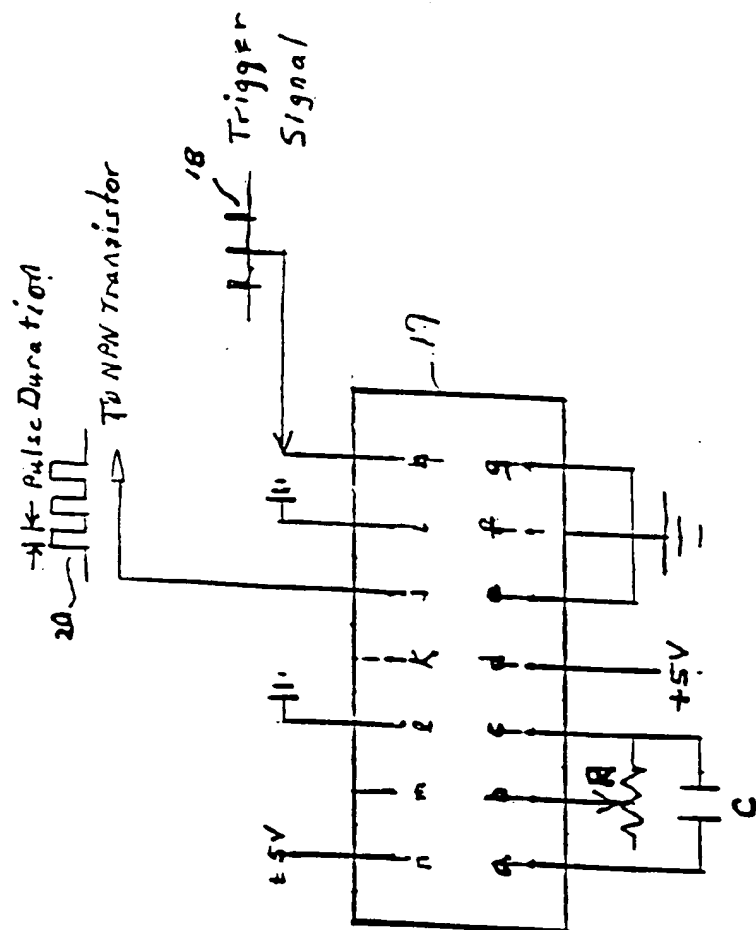 Pulse Duration
20
TO NPN Transistor
18
Trigger
Signal
+5V
17
n m l k j i h
a b c d e f g
R
C
+5V